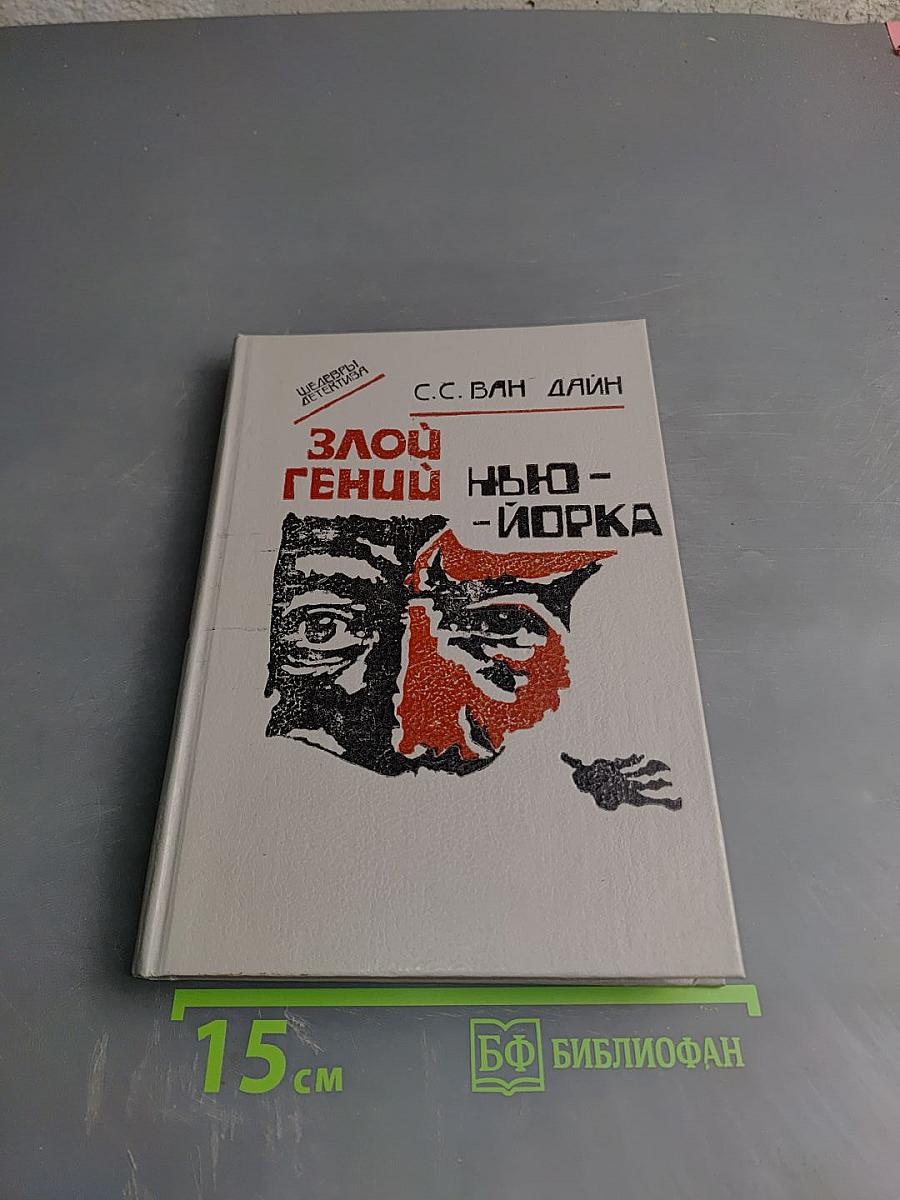 ШЕДЕВРЫ
ДЕТЕКТИВА
С.С. ВАН ДАЙН
ЗЛОЙ
ГЕНИЙ
НЬЮ-
-ЙОРКА
15 см
БФ БИБЛИОФАН